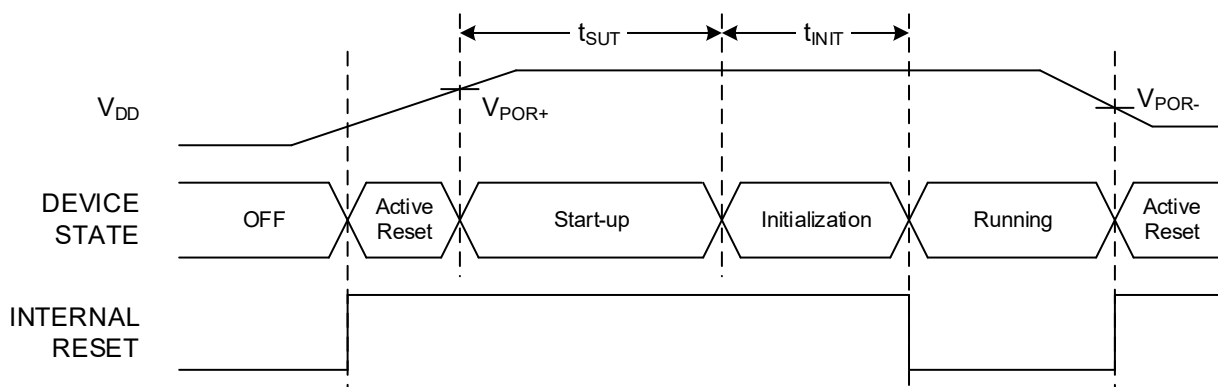 tSUT
tINIT
VDD
VPOR+
VPOR-
DEVICE
STATE
OFF
Active
Reset
Start-up
Initialization
Running
Active
Reset
INTERNAL
RESET